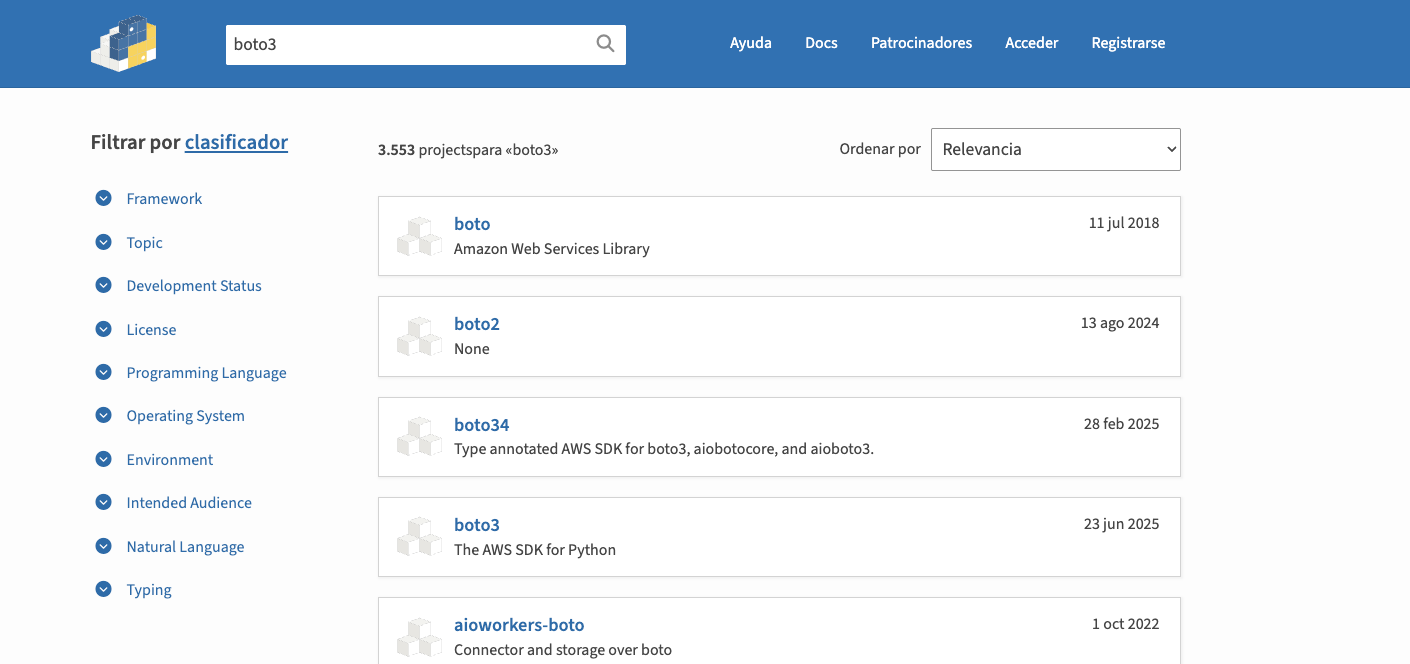 boto3
Ayuda Docs Patrocinadores Acceder Registrarse
Filtrar por clasificador
Framework
Topic
Development Status
License
Programming Language
Operating System
Environment
Intended Audience
Natural Language
Typing
3.553 projectspara «boto3»
Ordenar por Relevancia
boto 11 jul 2018
Amazon Web Services Library
boto2 13 ago 2024
None
boto34 28 feb 2025
Type annotated AWS SDK for boto3, aiobotocore, and aioboto3.
boto3 23 jun 2025
The AWS SDK for Python
aioworkers-boto 1 oct 2022
Connector and storage over boto